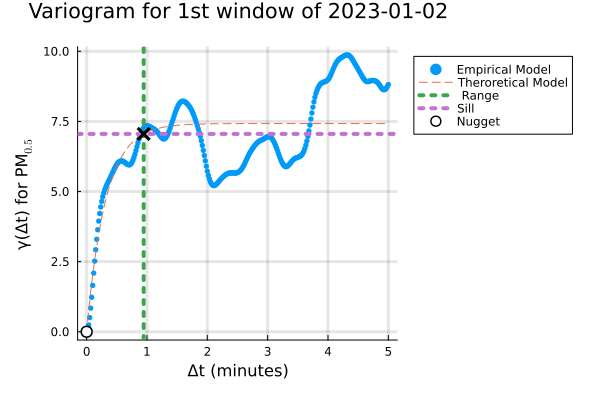 Variogram for 1st window of 2023-01-02
γ(Δt) for PM₀.₅
10.0
7.5
5.0
2.5
0.0
0
1
2
3
4
5
Δt (minutes)
Empirical Model
Theroretical Model
Range
Sill
Nugget